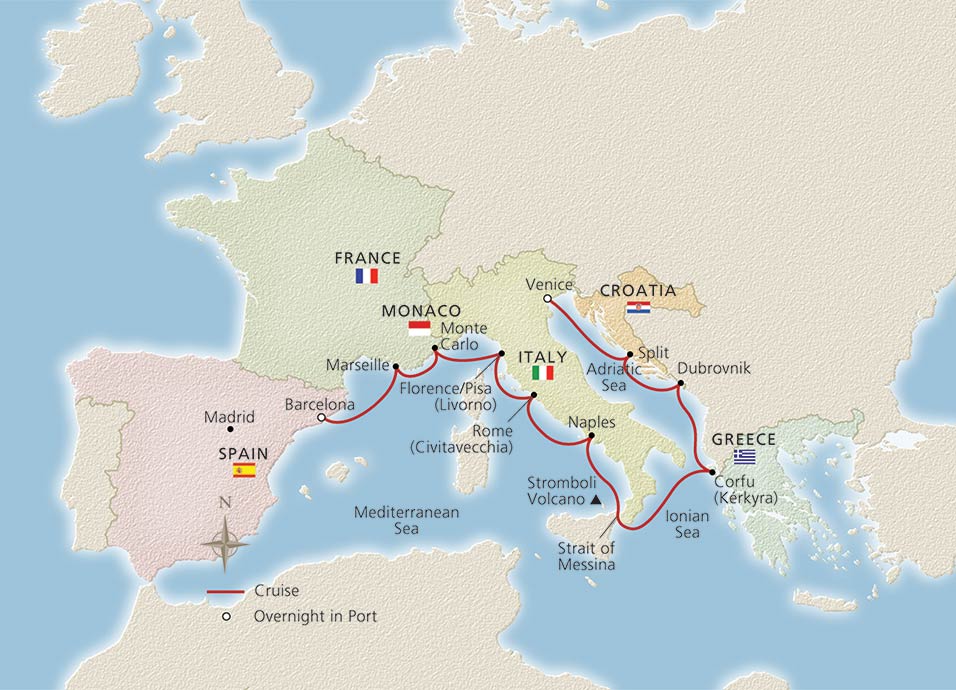 FRANCE
Venice
CROATIA
MONACO
Monte
Carlo
ITALY
Split
Adriatic
Sea
Dubrovnik
Marseille
Florence/Pisa
(Livorno)
Barcelona
Madrid
Rome
(Civitavecchia)
Naples
GREECE
SPAIN
Stromboli
Volcano
Corfu
(Kerkyra)
N
Mediterranean
Sea
Ionian
Sea
Strait of
Messina
Cruise
Overnight in Port